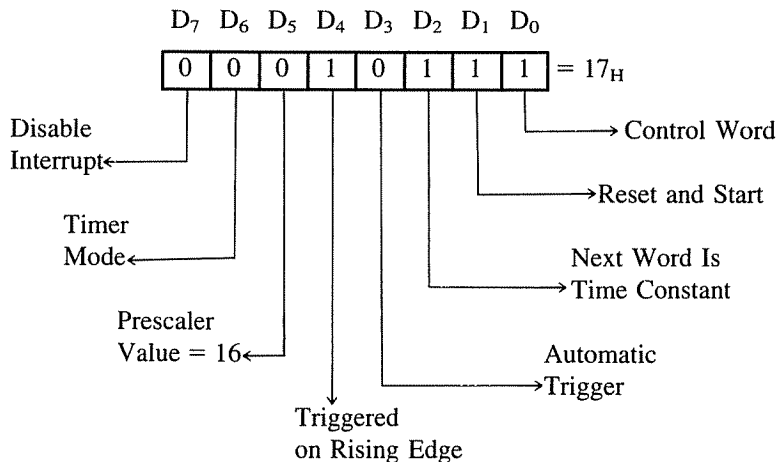 D₇ D₆ D₅ D₄ D₃ D₂ D₁ D₀
0 0 0 1 0 1 1 1 = 17_H
Disable
Interrupt
Control Word
Reset and Start
Timer
Mode
Next Word Is
Time Constant
Prescaler
Value = 16
Automatic
Trigger
Triggered
on Rising Edge